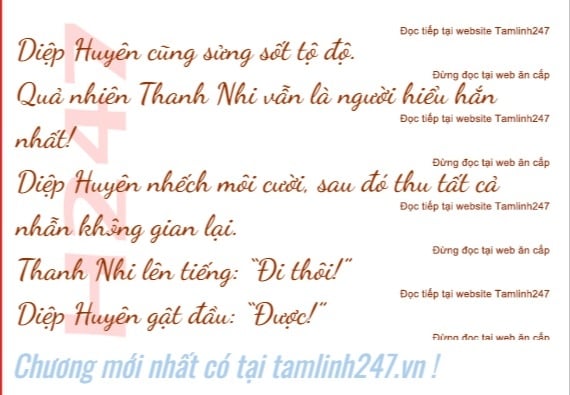 Đọc tiếp tại website Tamlinh247
Diệp Huyên cũng sửng sốt tộ độ.
Đừng đọc tại web ăn cắp
Quả nhiên Thanh Nhi vẫn là người hiểu hắn
Đọc tiếp tại website Tamlinh247
nhất!
Đừng đọc tại web ăn cắp
Diệp Huyên nhếch môi cười, sau đó thu tất cả
Đọc tiếp tại website Tamlinh247
nhẫn không gian lại.
Đừng đọc tại web ăn cắp
Thanh Nhi lên tiếng: “Đi thôi!”
Đọc tiếp tại website Tamlinh247
Diệp Huyên gật đầu: “Được!”
Đừng đọc tại web ăn cắp
Chương mới nhất có tại tamlinh247.vn !
H247